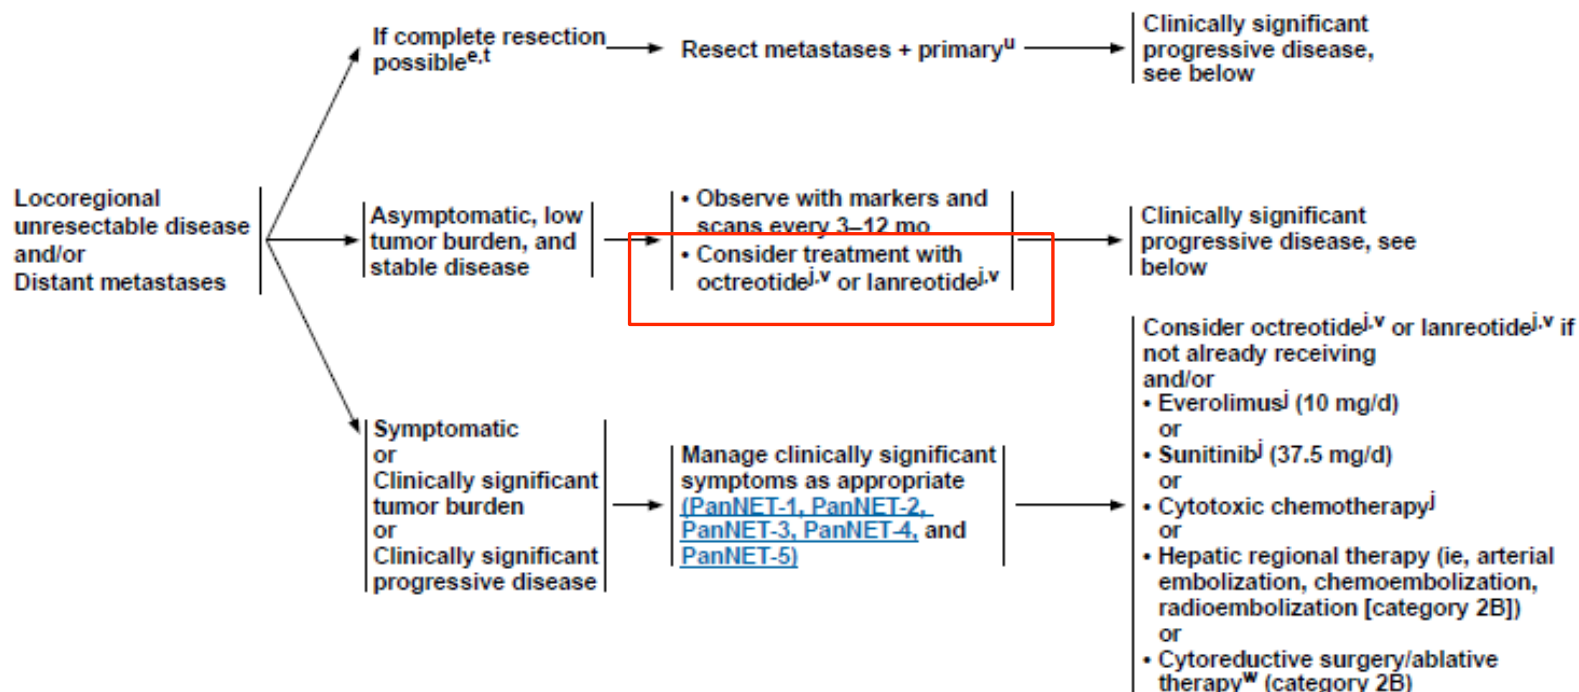 If complete resection
possible^e,t
Resect metastases + primary^u
Clinically significant
progressive disease,
see below
Locoregional
unresectable disease
and/or
Distant metastases
Asymptomatic, low
tumor burden, and
stable disease
• Observe with markers and
scans every 3–12 mo
• Consider treatment with
octreotide^j,v or lanreotide^j,v
Clinically significant
progressive disease, see
below
Symptomatic
or
Clinically significant
tumor burden
or
Clinically significant
progressive disease
Manage clinically significant
symptoms as appropriate
(PanNET-1, PanNET-2,
PanNET-3, PanNET-4, and
PanNET-5)
Consider octreotide^j,v or lanreotide^j,v if
not already receiving
and/or
• Everolimus^j (10 mg/d)
or
• Sunitinib^j (37.5 mg/d)
or
• Cytotoxic chemotherapy^j
or
• Hepatic regional therapy (ie, arterial
embolization, chemoembolization,
radioembolization [category 2B])
or
• Cytoreductive surgery/ablative
therapy^w (category 2B)